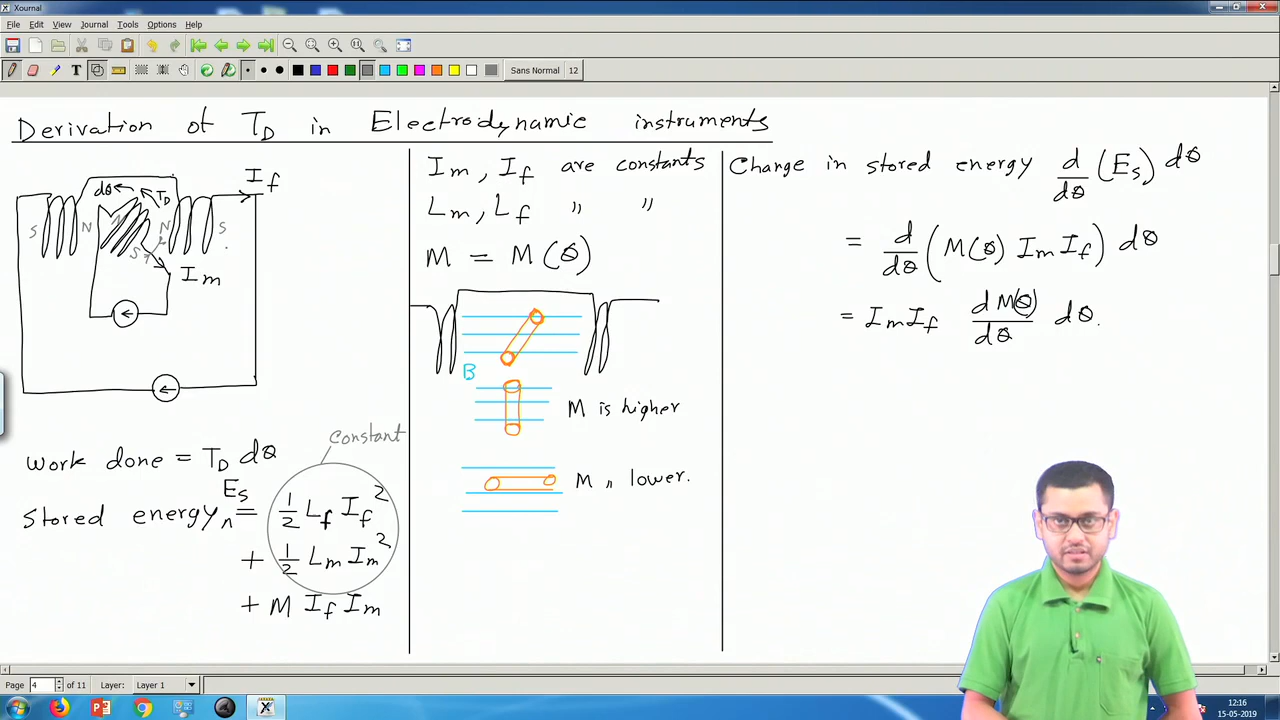 Xournal
File Edit View Journal Tools Options Help
Sans Normal 12
Derivation of T_D in Electrodynamic instruments
I_f
dθ T_D
S N N S
S
I_m
Work done = T_D dθ
constant
Stored energy, E_s = 1/2 L_f I_f^2
+ 1/2 L_m I_m^2
+ M I_f I_m
I_m, I_f are constants
L_m, L_f " "
M = M(θ)
B
M is higher
M " lower.
Change in stored energy d/dθ (E_s) dθ
= d/dθ (M(θ) I_m I_f) dθ
= I_m I_f dM(θ)/dθ dθ.
Page 4 of 11 Layer: Layer 1
12:16
15-05-2019